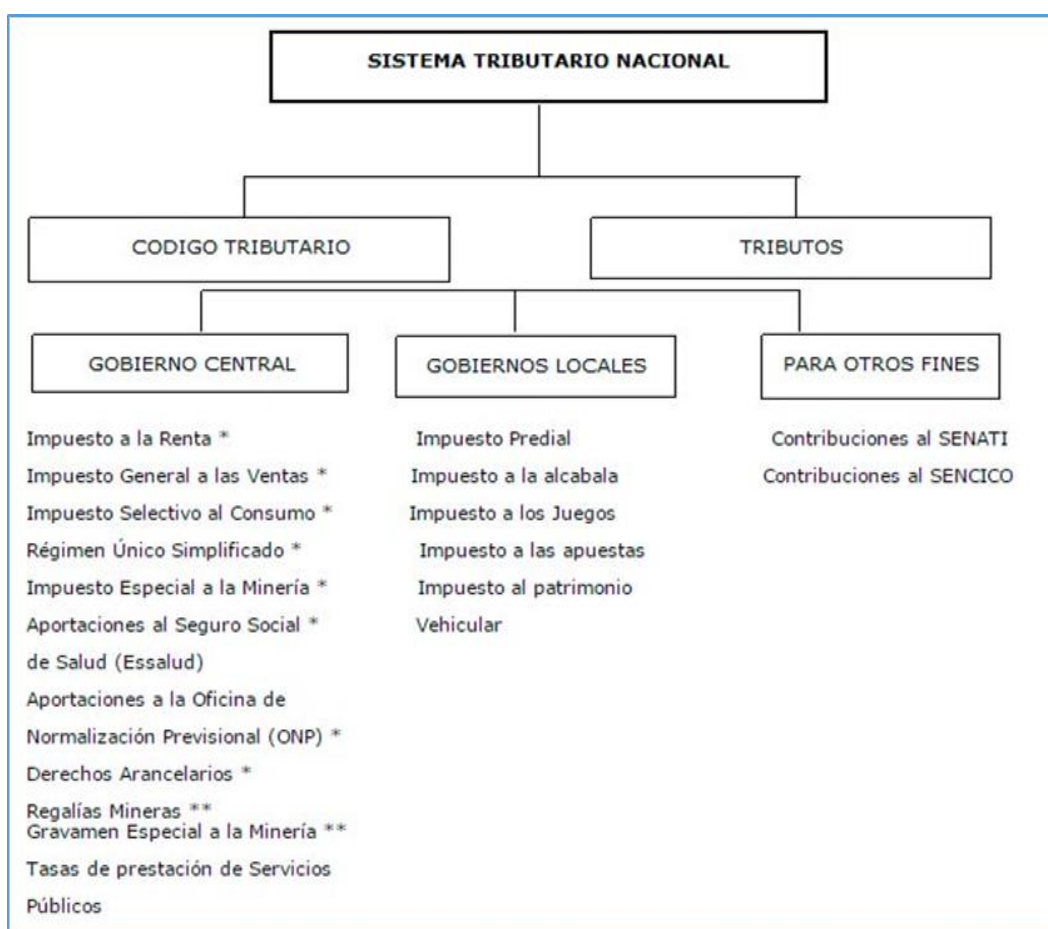 SISTEMA TRIBUTARIO NACIONAL
CODIGO TRIBUTARIO
TRIBUTOS
GOBIERNO CENTRAL
GOBIERNOS LOCALES
PARA OTROS FINES
Impuesto a la Renta *
Impuesto General a las Ventas *
Impuesto Selectivo al Consumo *
Régimen Único Simplificado *
Impuesto Especial a la Minería *
Aportaciones al Seguro Social *
de Salud (Essalud)
Aportaciones a la Oficina de
Normalización Previsional (ONP) *
Derechos Arancelarios *
Regalías Mineras **
Gravamen Especial a la Minería **
Tasas de prestación de Servicios
Públicos
Impuesto Predial
Impuesto a la alcabala
Impuesto a los Juegos
Impuesto a las apuestas
Impuesto al patrimonio
Vehicular
Contribuciones al SENATI
Contribuciones al SENCICO